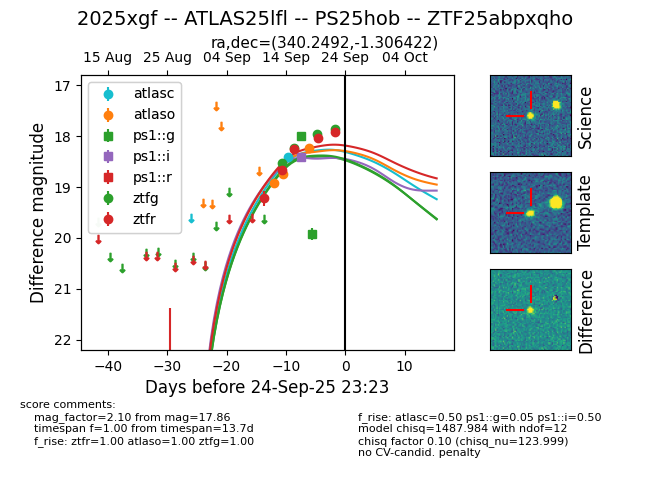 2025xgf -- ATLAS25lfl -- PS25hob -- ZTF25abpxqho
ra,dec=(340.2492,-1.306422)
15 Aug 25 Aug 04 Sep 14 Sep 24 Sep 04 Oct
17
18
19
20
21
22
Difference magnitude
atlasc
atlaso
ps1::g
ps1::i
ps1::r
ztfg
ztfr
−40 −30 −20 −10 0 10
Days before 24-Sep-25 23:23
Science
Template
Difference
score comments:
mag_factor=2.10 from mag=17.86
timespan f=1.00 from timespan=13.7d
f_rise: ztfr=1.00 atlaso=1.00 ztfg=1.00
f_rise: atlasc=0.50 ps1::g=0.05 ps1::i=0.50
model chisq=1487.984 with ndof=12
chisq factor 0.10 (chisq_nu=123.999)
no CV-candid. penalty